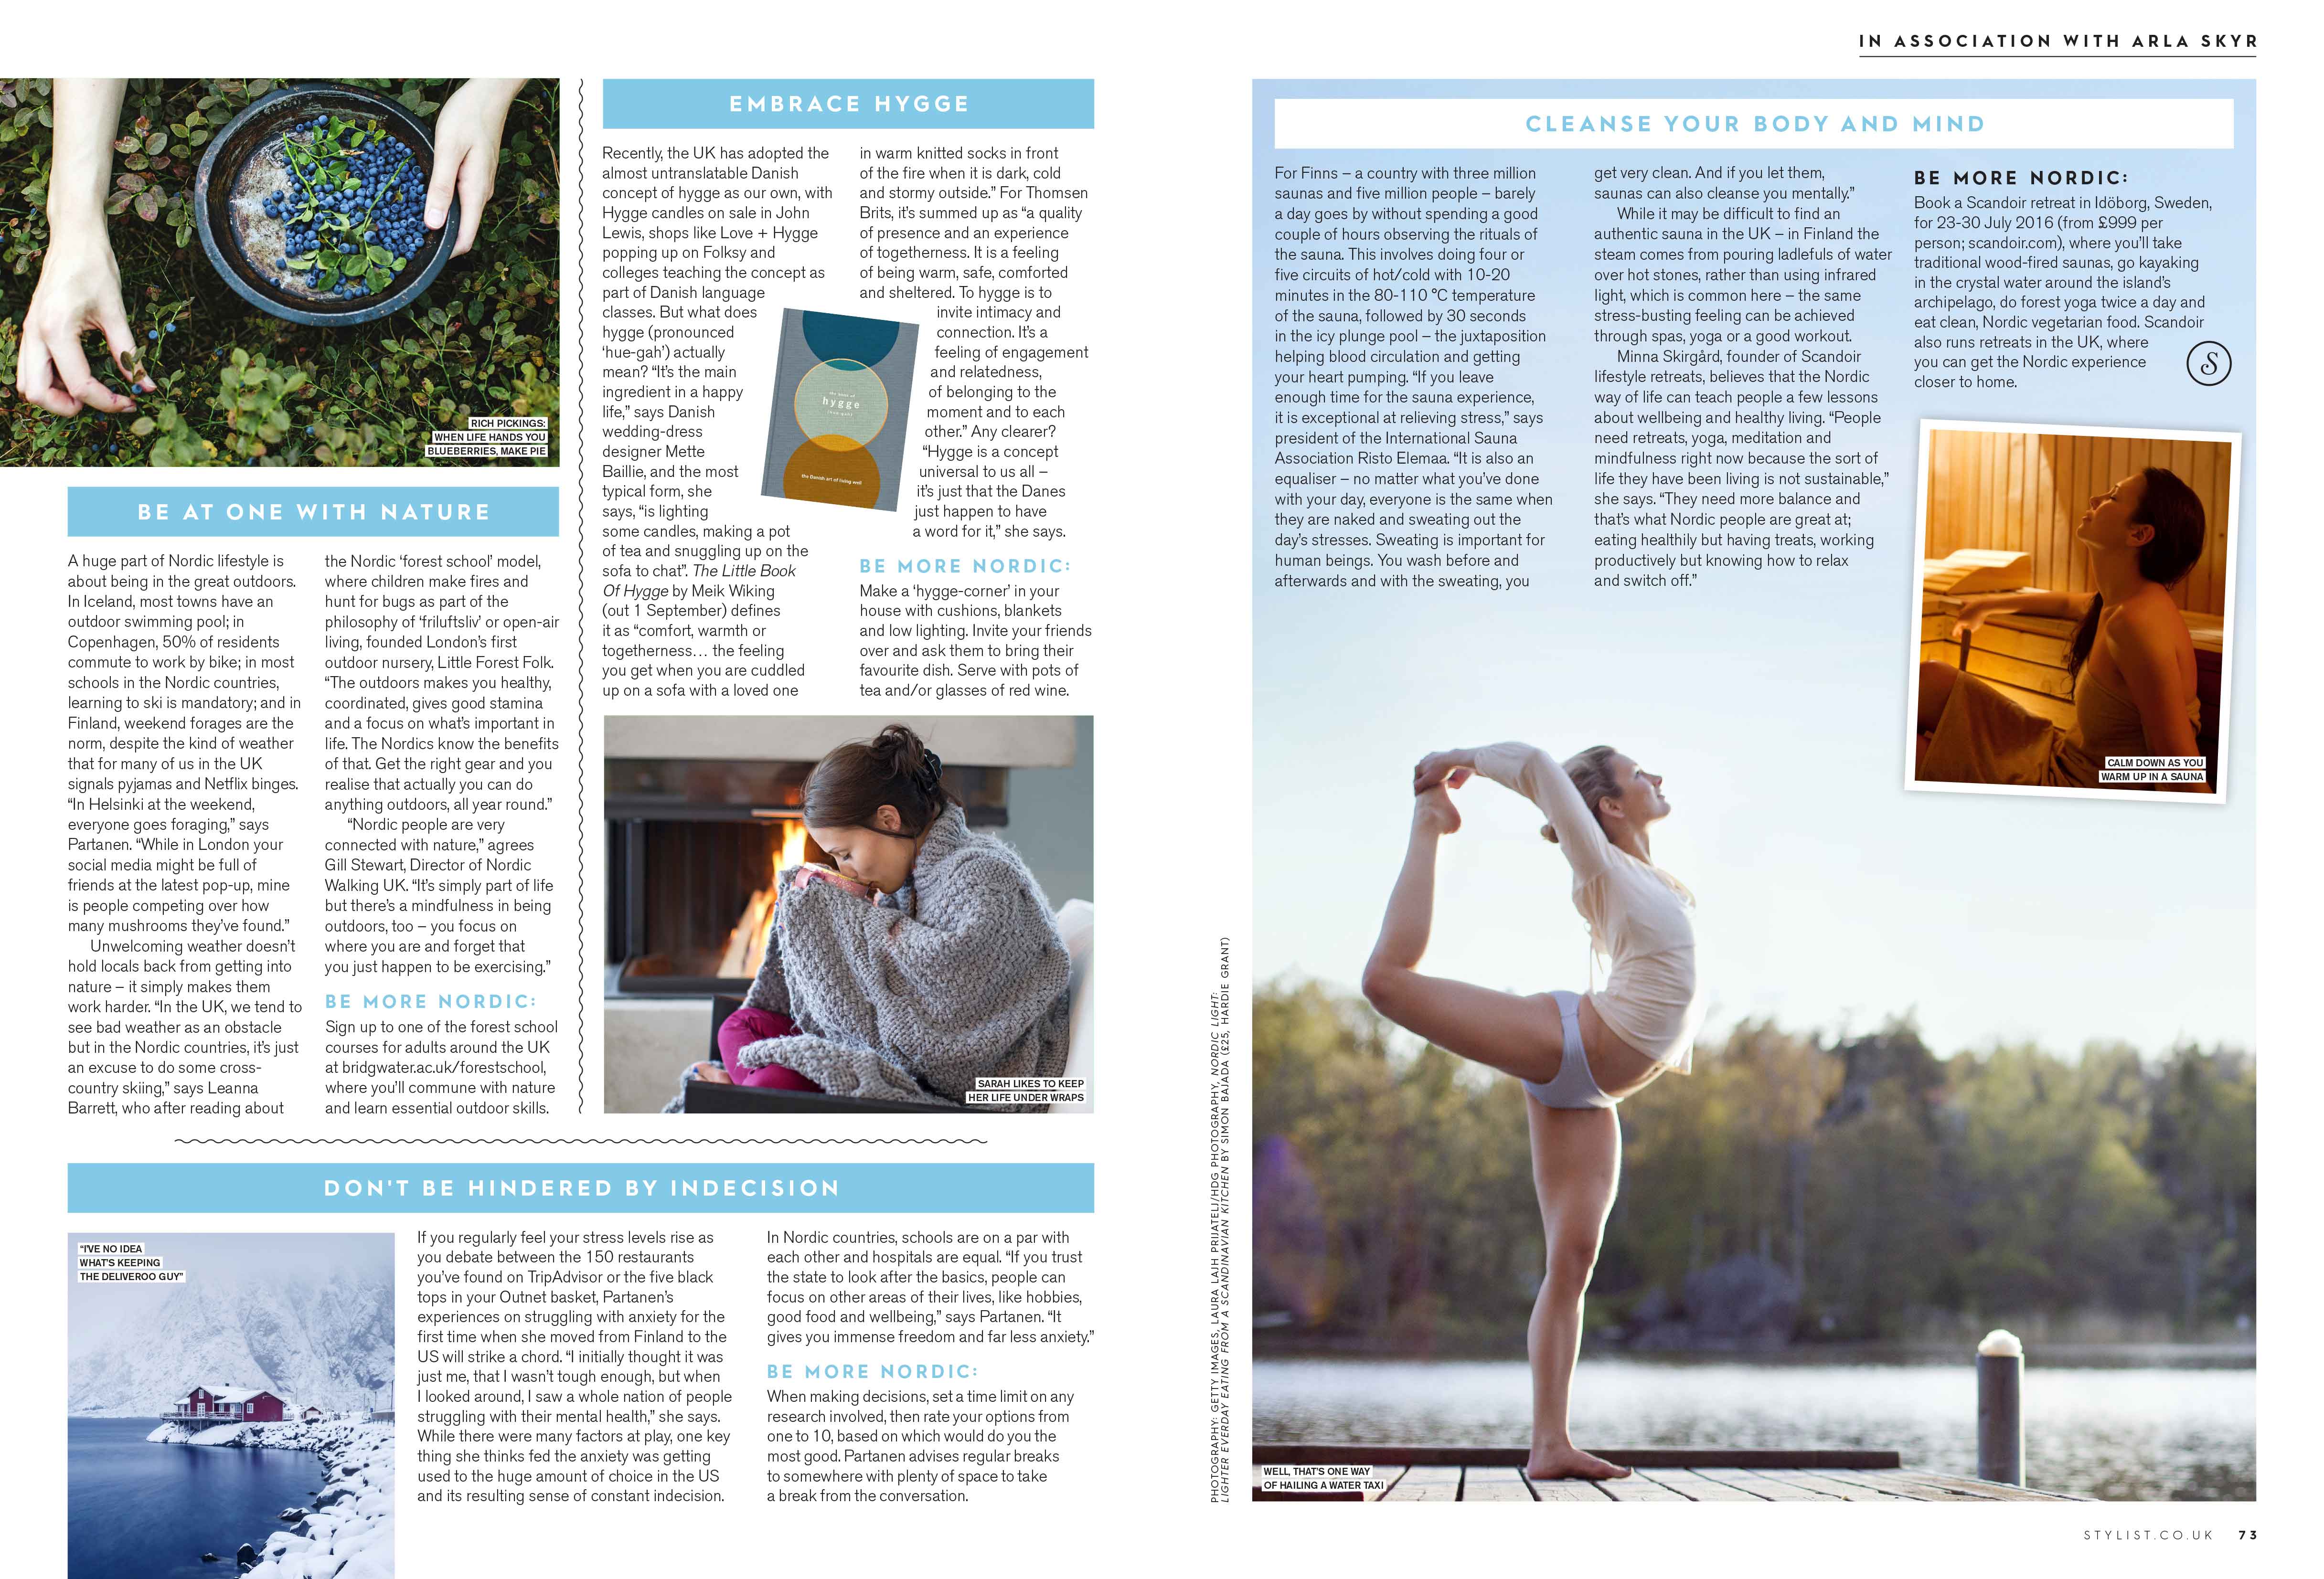 IN ASSOCIATION WITH ARLA SKYR
RICH PICKINGS:
WHEN LIFE HANDS YOU
BLUEBERRIES, MAKE PIE
BE AT ONE WITH NATURE
A huge part of Nordic lifestyle is
about being in the great outdoors.
In Iceland, most towns have an
outdoor swimming pool; in
Copenhagen, 50% of residents
commute to work by bike; in most
schools in the Nordic countries,
learning to ski is mandatory; and in
Finland, weekend forages are the
norm, despite the kind of weather
that for many of us in the UK
signals pyjamas and Netflix binges.
“In Helsinki at the weekend,
everyone goes foraging,” says
Partanen. “While in London your
social media might be full of
friends at the latest pop-up, mine
is people competing over how
many mushrooms they’ve found.”
Unwelcoming weather doesn’t
hold locals back from getting into
nature – it simply makes them
work harder. “In the UK, we tend to
see bad weather as an obstacle
but in the Nordic countries, it’s just
an excuse to do some cross-
country skiing,” says Leanna
Barrett, who after reading about
the Nordic ‘forest school’ model,
where children make fires and
hunt for bugs as part of the
philosophy of ‘friluftsliv’ or open-air
living, founded London’s first
outdoor nursery, Little Forest Folk.
“The outdoors makes you healthy,
coordinated, gives good stamina
and a focus on what’s important in
life. The Nordics know the benefits
of that. Get the right gear and you
realise that actually you can do
anything outdoors, all year round.”
“Nordic people are very
connected with nature,” agrees
Gill Stewart, Director of Nordic
Walking UK. “It’s simply part of life
but there’s a mindfulness in being
outdoors, too – you focus on
where you are and forget that
you just happen to be exercising.”
BE MORE NORDIC:
Sign up to one of the forest school
courses for adults around the UK
at bridgwater.ac.uk/forestschool,
where you’ll commune with nature
and learn essential outdoor skills.
EMBRACE HYGGE
Recently, the UK has adopted the
almost untranslatable Danish
concept of hygge as our own, with
Hygge candles on sale in John
Lewis, shops like Love + Hygge
popping up on Folksy and
colleges teaching the concept as
part of Danish language
classes. But what does
hygge (pronounced
‘hue-gah’) actually
mean? “It’s the main
ingredient in a happy
life,” says Danish
wedding-dress
designer Mette
Baillie, and the most
typical form, she
says, “is lighting
some candles, making a pot
of tea and snuggling up on the
sofa to chat”. The Little Book
Of Hygge by Meik Wiking
(out 1 September) defines
it as “comfort, warmth or
togetherness… the feeling
you get when you are cuddled
up on a sofa with a loved one
in warm knitted socks in front
of the fire when it is dark, cold
and stormy outside.” For Thomsen
Brits, it’s summed up as “a quality
of presence and an experience
of togetherness. It is a feeling
of being warm, safe, comforted
and sheltered. To hygge is to
invite intimacy and
connection. It’s a
feeling of engagement
and relatedness,
of belonging to the
moment and to each
other.” Any clearer?
“Hygge is a concept
universal to us all –
it’s just that the Danes
just happen to have
a word for it,” she says.
the book of
hygge
the Danish art of living well
BE MORE NORDIC:
Make a ‘hygge-corner’ in your
house with cushions, blankets
and low lighting. Invite your friends
over and ask them to bring their
favourite dish. Serve with pots of
tea and/or glasses of red wine.
SARAH LIKES TO KEEP
HER LIFE UNDER WRAPS
DON'T BE HINDERED BY INDECISION
“I’VE NO IDEA
WHAT’S KEEPING
THE DELIVEROO GUY”
If you regularly feel your stress levels rise as
you debate between the 150 restaurants
you’ve found on TripAdvisor or the five black
tops in your Outnet basket, Partanen’s
experiences on struggling with anxiety for the
first time when she moved from Finland to the
US will strike a chord. “I initially thought it was
just me, that I wasn’t tough enough, but when
I looked around, I saw a whole nation of people
struggling with their mental health,” she says.
While there were many factors at play, one key
thing she thinks fed the anxiety was getting
used to the huge amount of choice in the US
and its resulting sense of constant indecision.
In Nordic countries, schools are on a par with
each other and hospitals are equal. “If you trust
the state to look after the basics, people can
focus on other areas of their lives, like hobbies,
good food and wellbeing,” says Partanen. “It
gives you immense freedom and far less anxiety.”
BE MORE NORDIC:
When making decisions, set a time limit on any
research involved, then rate your options from
one to 10, based on which would do you the
most good. Partanen advises regular breaks
to somewhere with plenty of space to take
a break from the conversation.
PHOTOGRAPHY: GETTY IMAGES, LAURA LAJH PRIJATELJ/HDG PHOTOGRAPHY, NORDIC LIGHT:
LIGHTER EVERYDAY EATING FROM A SCANDINAVIAN KITCHEN BY SIMON BAJADA (£25, HARDIE GRANT)
CLEANSE YOUR BODY AND MIND
For Finns – a country with three million
saunas and five million people – barely
a day goes by without spending a good
couple of hours observing the rituals of
the sauna. This involves doing four or
five circuits of hot/cold with 10-20
minutes in the 80-110 °C temperature
of the sauna, followed by 30 seconds
in the icy plunge pool – the juxtaposition
helping blood circulation and getting
your heart pumping. “If you leave
enough time for the sauna experience,
it is exceptional at relieving stress,” says
president of the International Sauna
Association Risto Elemaa. “It is also an
equaliser – no matter what you’ve done
with your day, everyone is the same when
they are naked and sweating out the
day’s stresses. Sweating is important for
human beings. You wash before and
afterwards and with the sweating, you
get very clean. And if you let them,
saunas can also cleanse you mentally.”
While it may be difficult to find an
authentic sauna in the UK – in Finland the
steam comes from pouring ladlefuls of water
over hot stones, rather than using infrared
light, which is common here – the same
stress-busting feeling can be achieved
through spas, yoga or a good workout.
Minna Skirgård, founder of Scandoir
lifestyle retreats, believes that the Nordic
way of life can teach people a few lessons
about wellbeing and healthy living. “People
need retreats, yoga, meditation and
mindfulness right now because the sort of
life they have been living is not sustainable,”
she says. “They need more balance and
that’s what Nordic people are great at;
eating healthily but having treats, working
productively but knowing how to relax
and switch off.”
BE MORE NORDIC:
Book a Scandoir retreat in Idöborg, Sweden,
for 23-30 July 2016 (from £999 per
person; scandoir.com), where you’ll take
traditional wood-fired saunas, go kayaking
in the crystal water around the island’s
archipelago, do forest yoga twice a day and
eat clean, Nordic vegetarian food. Scandoir
also runs retreats in the UK, where
you can get the Nordic experience
closer to home.
S
CALM DOWN AS YOU
WARM UP IN A SAUNA
WELL, THAT’S ONE WAY
OF HAILING A WATER TAXI
STYLIST.CO.UK 73